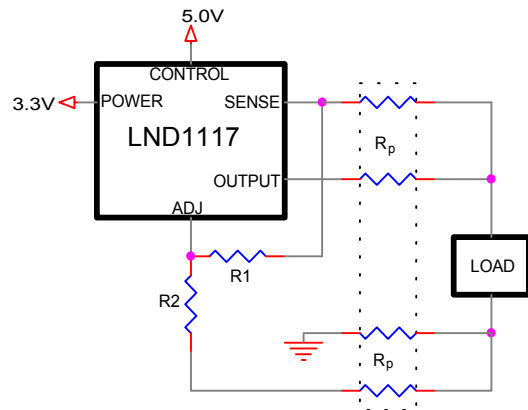 5.0V
CONTROL
3.3V
POWER
SENSE
LND1117
Rp
OUTPUT
ADJ
R1
LOAD
R2
Rp